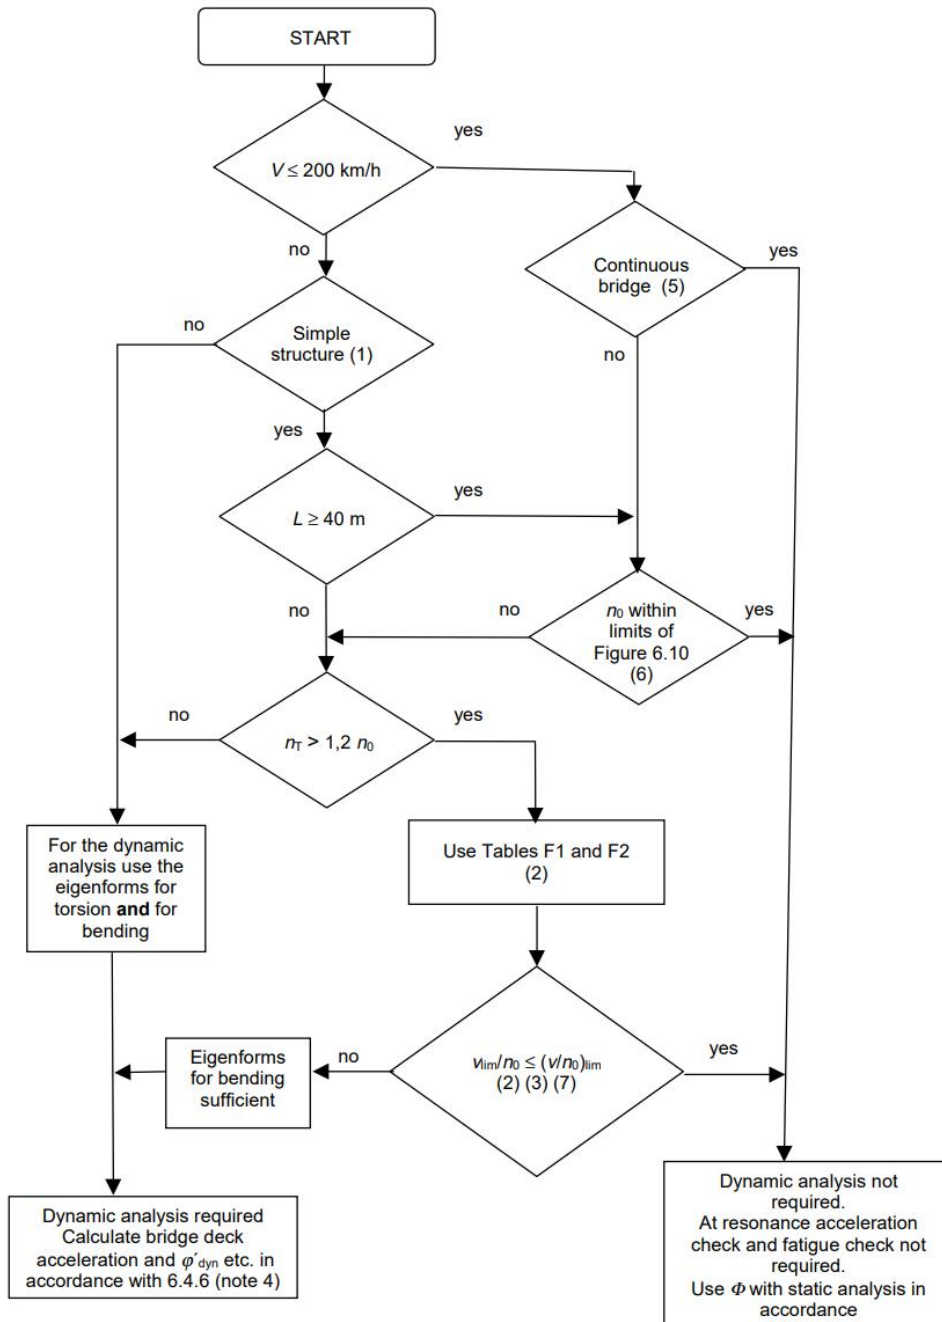 START
yes
V ≤ 200 km/h
no
yes
Continuous
bridge (5)
no
Simple
structure (1)
no
yes
yes
L ≥ 40 m
no
no
n₀ within
limits of
Figure 6.10
(6)
yes
no
yes
nT > 1,2 n₀
For the dynamic
analysis use the
eigenforms for
torsion and for
bending
Use Tables F1 and F2
(2)
Eigenforms
for bending
sufficient
no
vlim/n₀ ≤ (v/n₀)lim
(2) (3) (7)
yes
Dynamic analysis required
Calculate bridge deck
acceleration and φ′dyn etc. in
accordance with 6.4.6 (note 4)
Dynamic analysis not
required.
At resonance acceleration
check and fatigue check not
required.
Use Φ with static analysis in
accordance